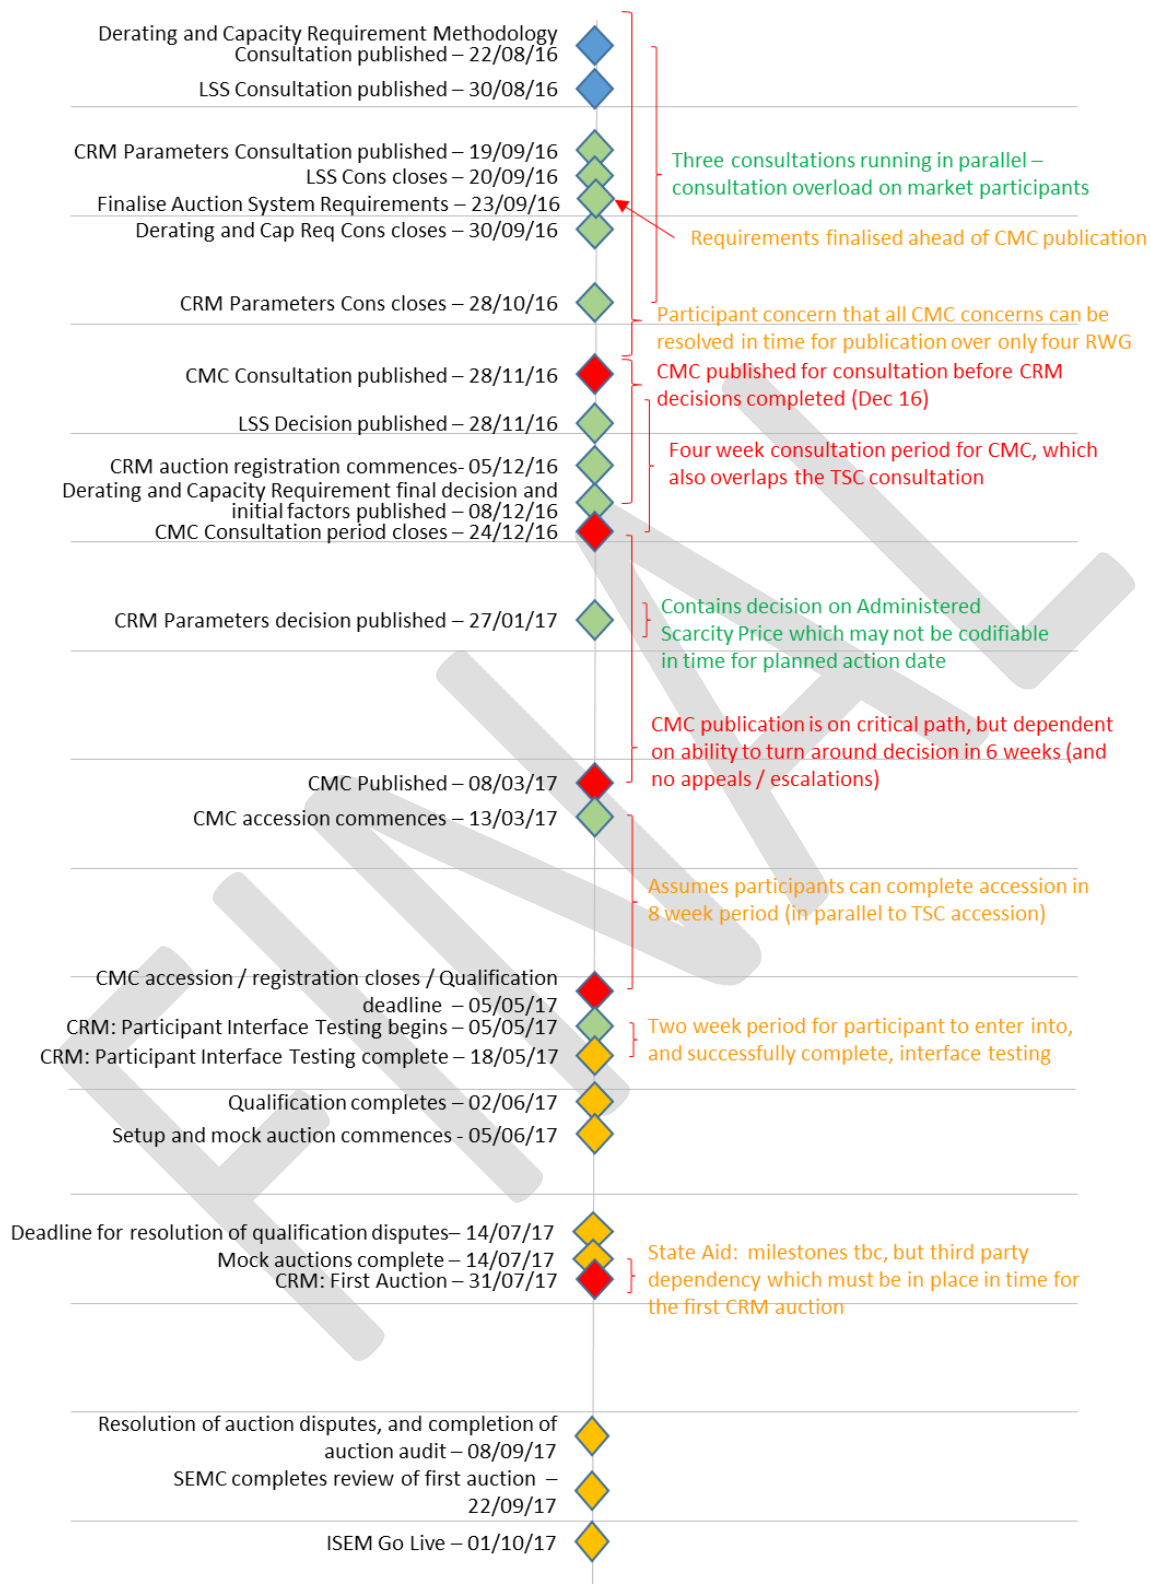 Derating and Capacity Requirement Methodology
Consultation published – 22/08/16
LSS Consultation published – 30/08/16
CRM Parameters Consultation published – 19/09/16
LSS Cons closes – 20/09/16
Finalise Auction System Requirements – 23/09/16
Derating and Cap Req Cons closes – 30/09/16
CRM Parameters Cons closes – 28/10/16
CMC Consultation published – 28/11/16
LSS Decision published – 28/11/16
CRM auction registration commences- 05/12/16
Derating and Capacity Requirement final decision and
initial factors published – 08/12/16
CMC Consultation period closes – 24/12/16
CRM Parameters decision published – 27/01/17
CMC Published – 08/03/17
CMC accession commences – 13/03/17
CMC accession / registration closes / Qualification
deadline – 05/05/17
CRM: Participant Interface Testing begins – 05/05/17
CRM: Participant Interface Testing complete – 18/05/17
Qualification completes – 02/06/17
Setup and mock auction commences - 05/06/17
Deadline for resolution of qualification disputes– 14/07/17
Mock auctions complete – 14/07/17
CRM: First Auction – 31/07/17
Resolution of auction disputes, and completion of
auction audit – 08/09/17
SEMC completes review of first auction –
22/09/17
ISEM Go Live – 01/10/17
Three consultations running in parallel –
consultation overload on market participants
Requirements finalised ahead of CMC publication
Participant concern that all CMC concerns can be
resolved in time for publication over only four RWG
CMC published for consultation before CRM
decisions completed (Dec 16)
Four week consultation period for CMC, which
also overlaps the TSC consultation
Contains decision on Administered
Scarcity Price which may not be codifiable
in time for planned action date
CMC publication is on critical path, but dependent
on ability to turn around decision in 6 weeks (and
no appeals / escalations)
Assumes participants can complete accession in
8 week period (in parallel to TSC accession)
Two week period for participant to enter into,
and successfully complete, interface testing
State Aid: milestones tbc, but third party
dependency which must be in place in time for
the first CRM auction
FINAL